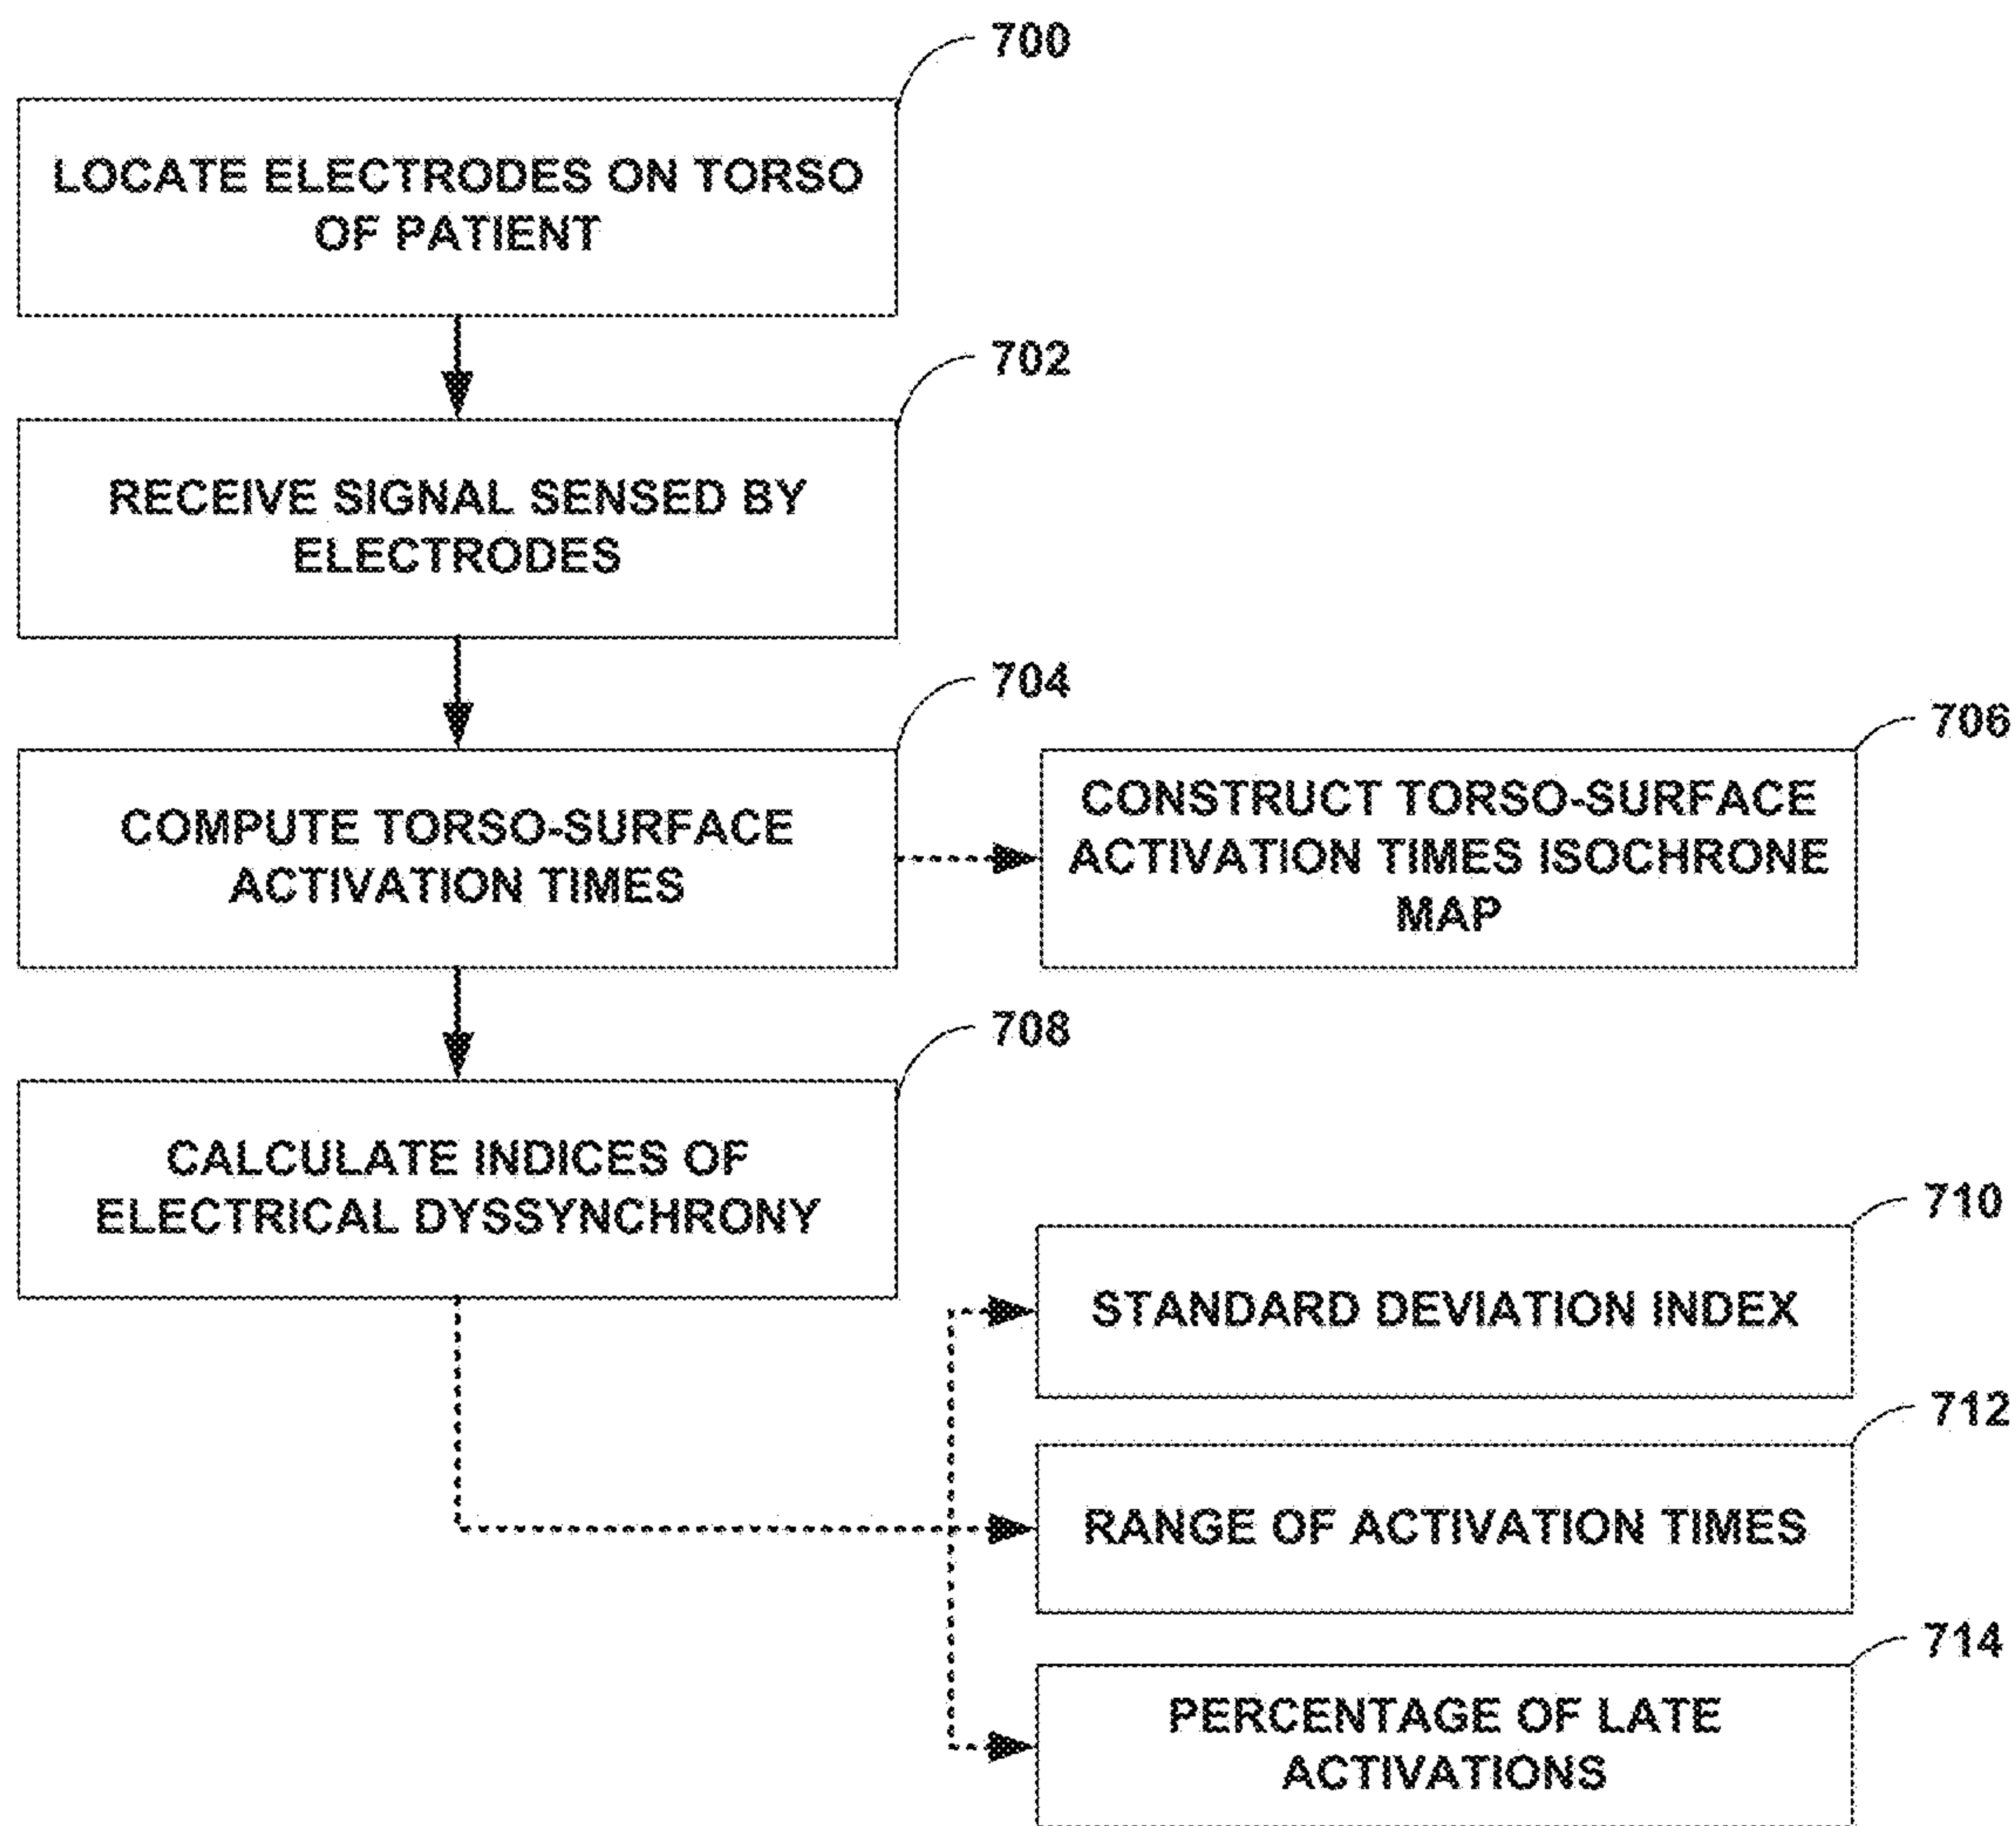 700
LOCATE ELECTRODES ON TORSO
OF PATIENT
702
RECEIVE SIGNAL SENSED BY
ELECTRODES
704
COMPUTE TORSO-SURFACE
ACTIVATION TIMES
706
CONSTRUCT TORSO-SURFACE
ACTIVATION TIMES ISOCHRONE
MAP
708
CALCULATE INDICES OF
ELECTRICAL DYSSYNCHRONY
710
STANDARD DEVIATION INDEX
712
RANGE OF ACTIVATION TIMES
714
PERCENTAGE OF LATE
ACTIVATIONS